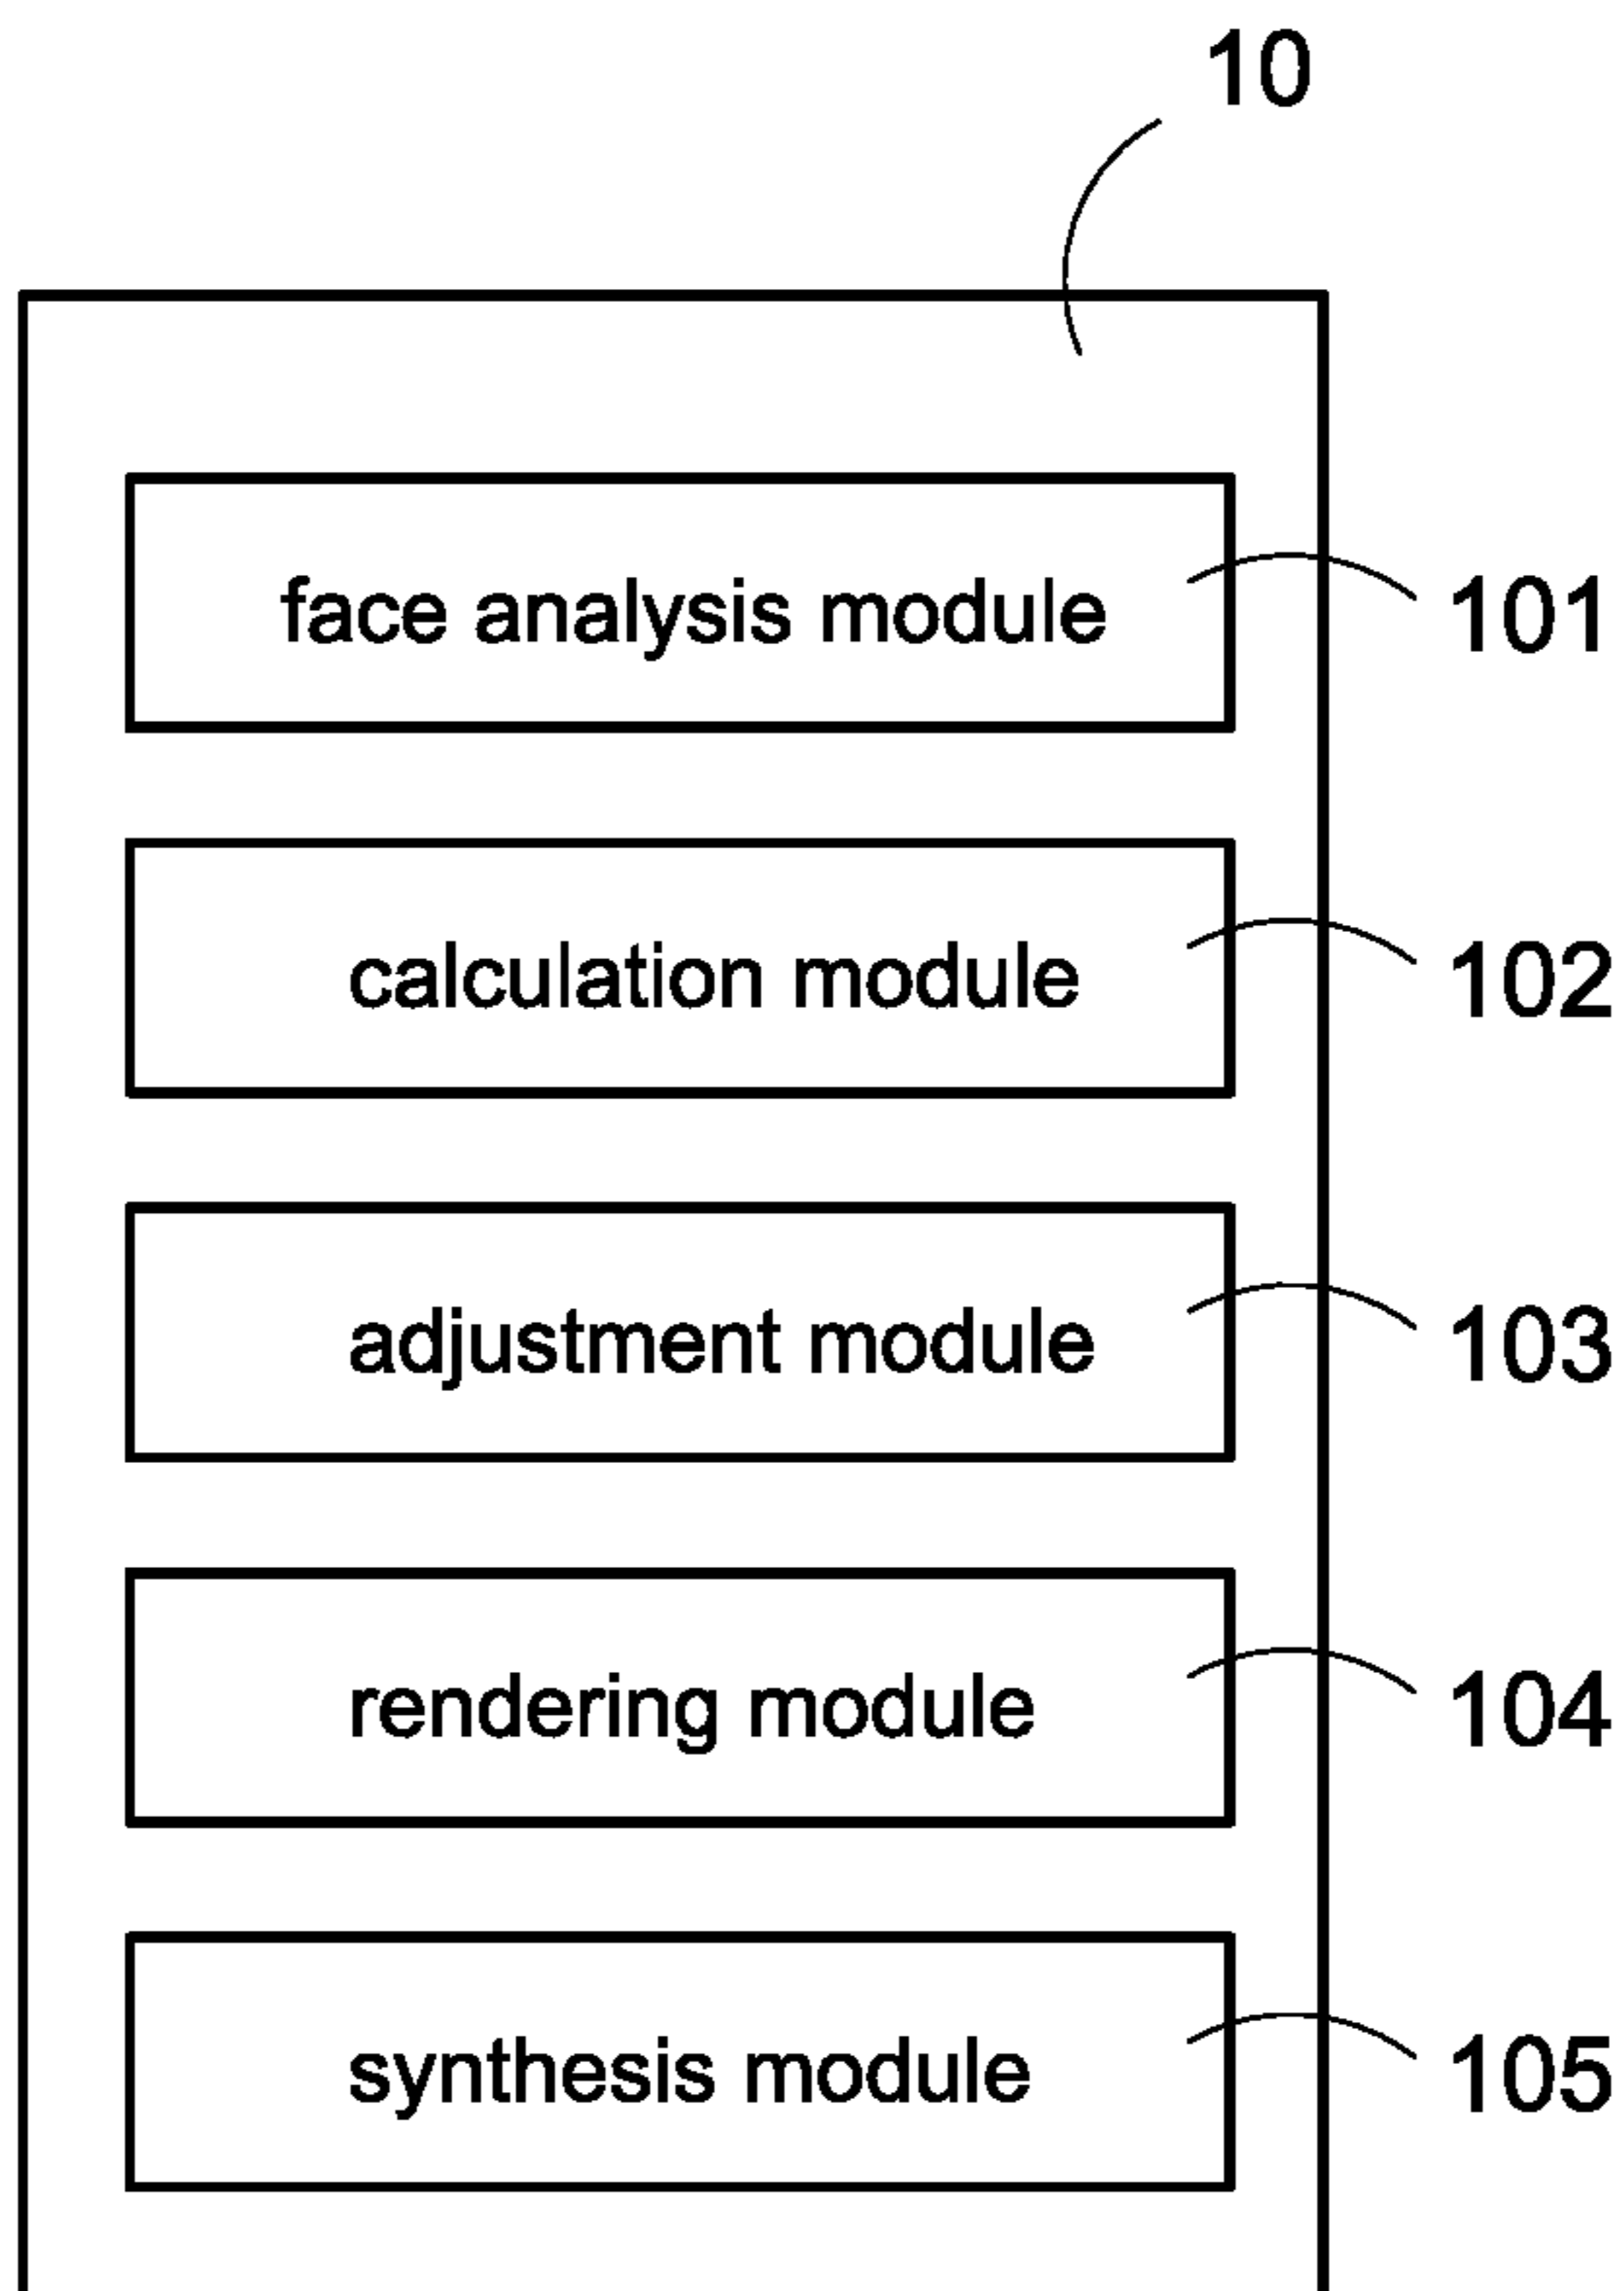 10
face analysis module
101
calculation module
102
adjustment module
103
rendering module
104
synthesis module
105